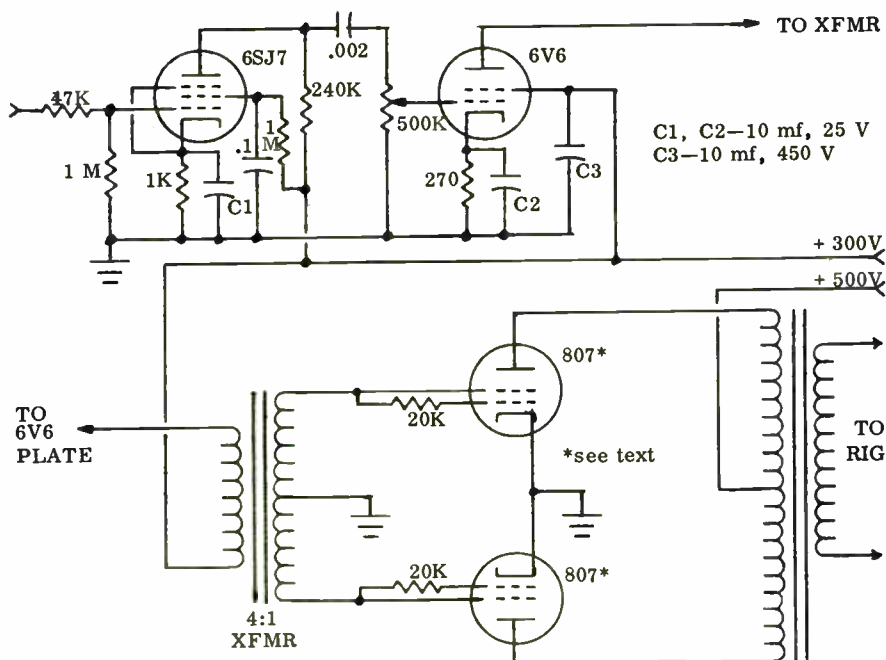 6SJ7
.002
6V6
TO XFMR
47K
240K
500K
1 M
.1
1 M
1K
C1
270
C2
C3
C1, C2—10 mf, 25 V
C3—10 mf, 450 V
+ 300V
+ 500V
807*
20K
TO
6V6
PLATE
*see text
TO
RIG
20K
807*
4:1
XFMR